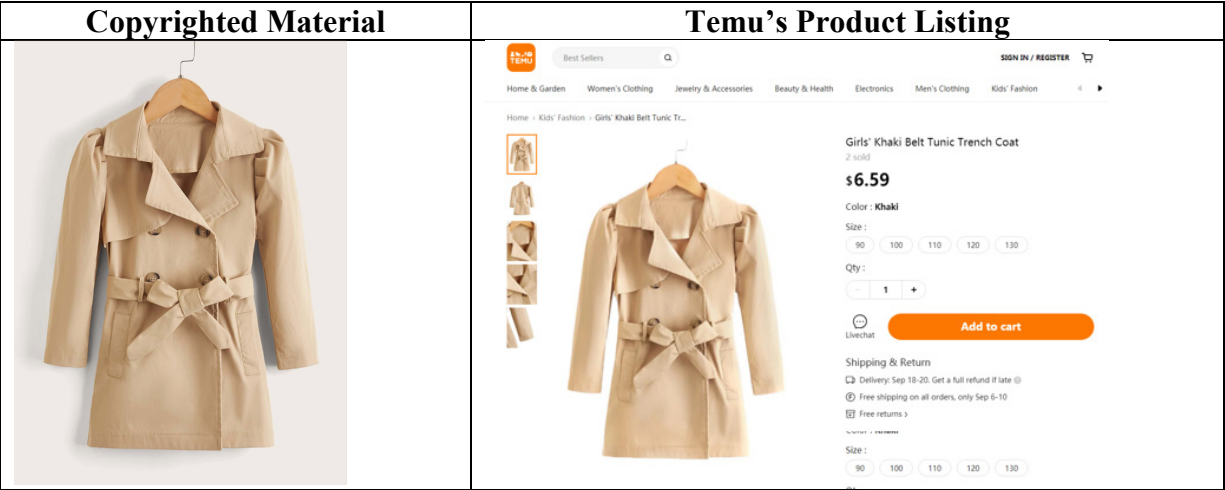 Copyrighted Material
Temu’s Product Listing
TEMU
Best Sellers
SIGN IN / REGISTER
Home & Garden
Women's Clothing
Jewelry & Accessories
Beauty & Health
Electronics
Men's Clothing
Kids' Fashion
Home › Kids' Fashion › Girls' Khaki Belt Tunic Tr...
Girls' Khaki Belt Tunic Trench Coat
2 sold
$6.59
Color : Khaki
Size :
90 100 110 120 130
Qty :
− 1 +
Livechat
Add to cart
Shipping & Return
Delivery: Sep 18-20. Get a full refund if late
Free shipping on all orders, only Sep 6-10
Free returns ›
Size :
90 100 110 120 130